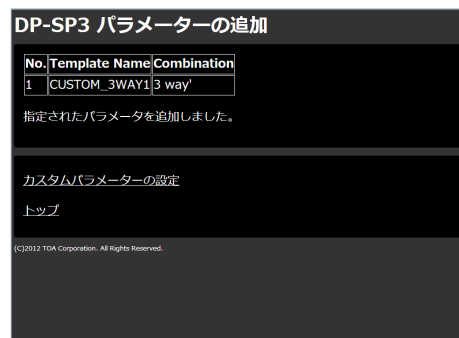 DP-SP3 パラメーターの追加
No. Template Name Combination
1 CUSTOM_3WAY1 3 way'
指定されたパラメータを追加しました。
カスタムパラメーターの設定
トップ
(C)2012 TOA Corporation. All Rights Reserved.